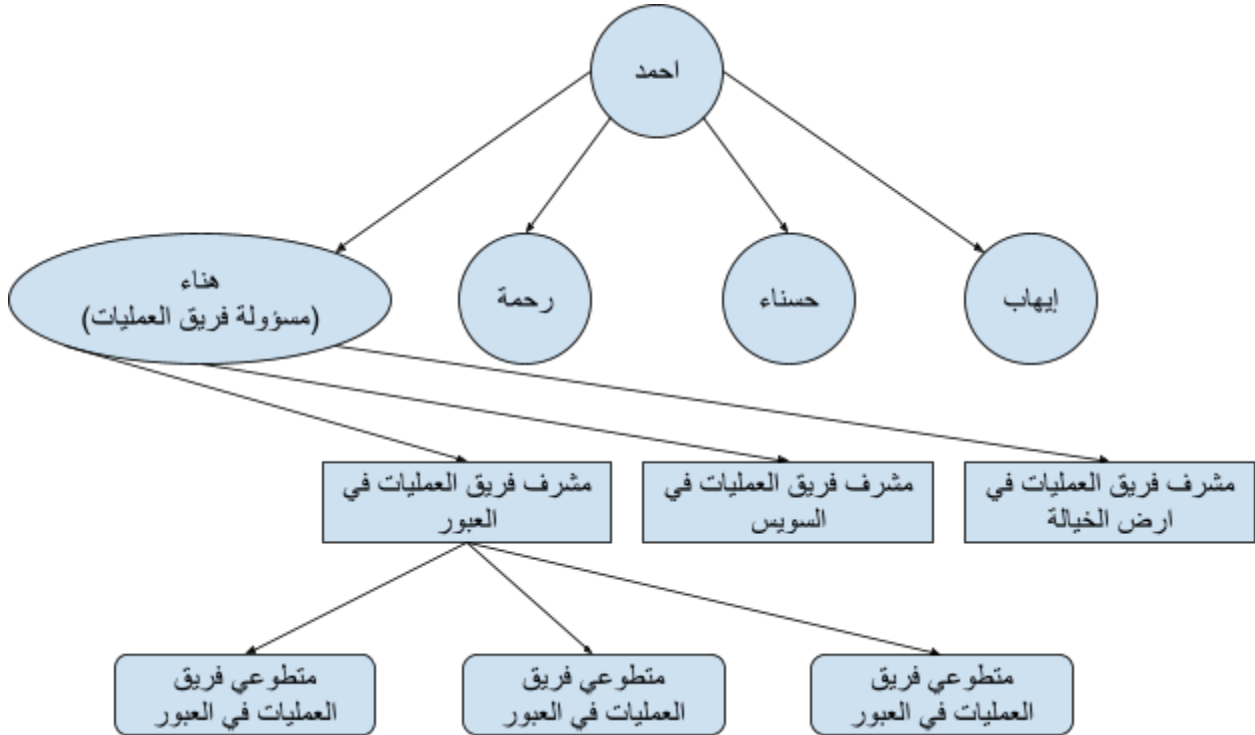 احمد
إيهاب
حسناء
رحمة
هناء
(مسؤولة فريق العمليات)
مشرف فريق العمليات في
ارض الخيالة
مشرف فريق العمليات في
السويس
مشرف فريق العمليات في
العبور
متطوعي فريق
العمليات في العبور
متطوعي فريق
العمليات في العبور
متطوعي فريق
العمليات في العبور